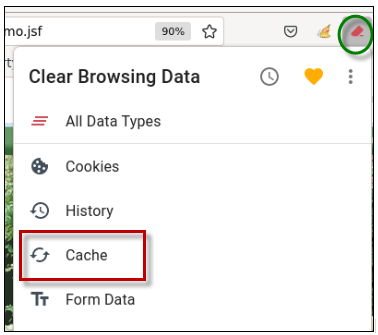 mo.jsf 90%
Clear Browsing Data
All Data Types
Cookies
History
Cache
Form Data